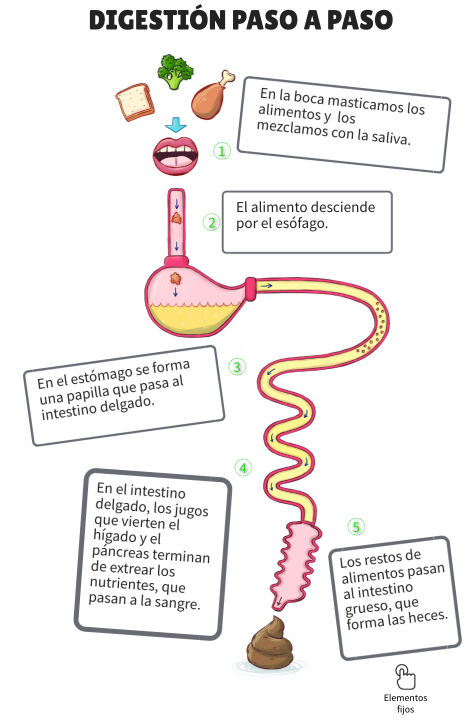 DIGESTIÓN PASO A PASO
En la boca masticamos los
alimentos y los
mezclamos con la saliva.
1
El alimento desciende
por el esófago.
2
En el estómago se forma
una papilla que pasa al
intestino delgado.
3
4
En el intestino
delgado, los jugos
que vierten el
hígado y el
páncreas terminan
de extrear los
nutrientes, que
pasan a la sangre.
5
Los restos de
alimentos pasan
al intestino
grueso, que
forma las heces.
Elementos
fijos